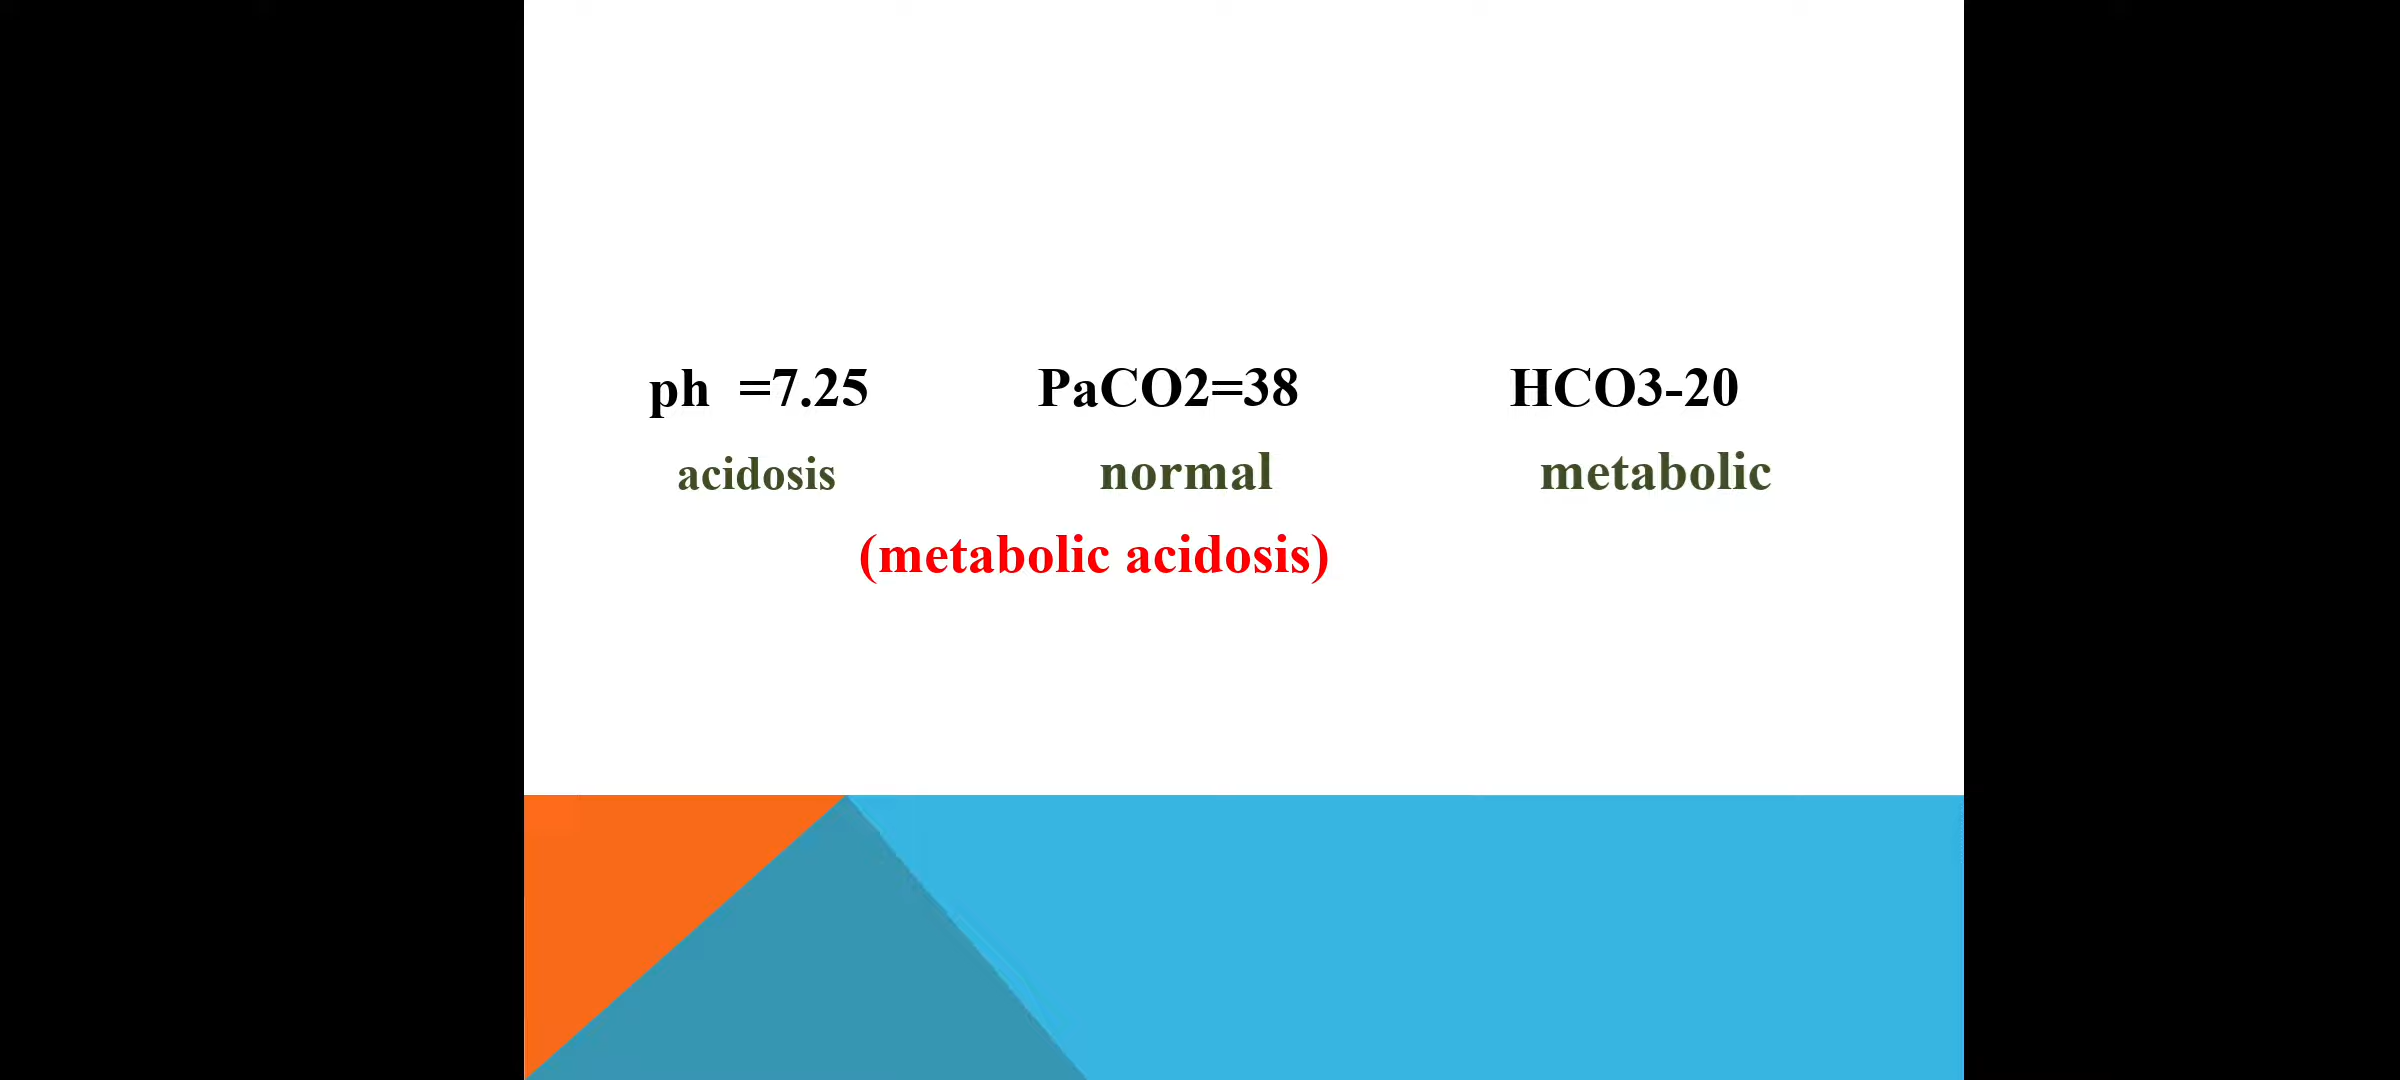 ph  =7.25 PaCO2=38 HCO3-20
acidosis normal metabolic
(metabolic acidosis)